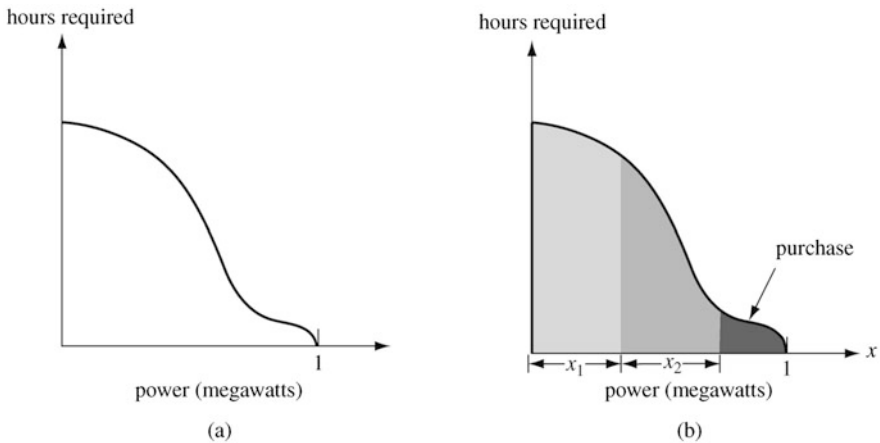 hours required
1
power (megawatts)
(a)
hours required
purchase
x
x₁
x₂
1
power (megawatts)
(b)